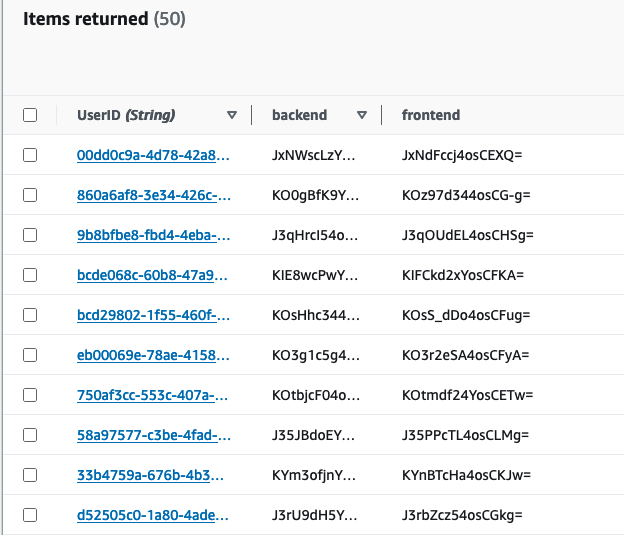 Items returned (50)
UserID (String) backend frontend
00dd0c9a-4d78-42a8... JxNWscLzY... JxNdFccj4osCEXQ=
860a6af8-3e34-426c-... KO0gBfK9Y... KOz97d344osCG-g=
9b8bfbe8-fbd4-4eba-... J3qHrcI54o... J3qOUdEL4osCHSg=
bcde068c-60b8-47a9... KIE8wcPwY... KIFCkd2xYosCFKA=
bcd29802-1f55-460f-... KOsHhc344... KOsS_dDo4osCFug=
eb00069e-78ae-4158... KO3g1c5g4... KO3r2eSA4osCFyA=
750af3cc-553c-407a-... KOtbjcF04o... KOtmdf24YosCETw=
58a97577-c3be-4fad-... J35JBdoEY... J35PPcTL4osCLMg=
33b4759a-676b-4b3... KYm3ofjnY... KYnBTcHa4osCKJw=
d52505c0-1a80-4ade... J3rU9dH5Y... J3rbZcz54osCGkg=